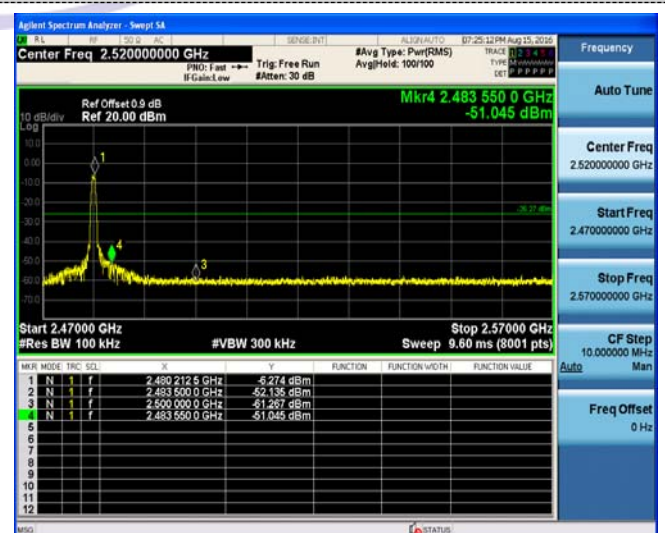 Agilent Spectrum Analyzer - Swept SA
RL RF 50 Ω AC SENSE:INT ALIGN AUTO 07:25:12 PM Aug 15, 2016
Center Freq 2.520000000 GHz #Avg Type: Pwr(RMS) TRACE 1 2 3 4 5 6
PNO: Fast Trig: Free Run Avg|Hold: 100/100 TYPE
IFGain:Low #Atten: 30 dB DET P P P P P P
Frequency
Auto Tune
Center Freq
2.520000000 GHz
Start Freq
2.470000000 GHz
Stop Freq
2.570000000 GHz
CF Step
10.000000 MHz
Auto Man
Freq Offset
0 Hz
Mkr4 2.483 550 0 GHz
-51.045 dBm
Ref Offset 0.9 dB
10 dB/div Ref 20.00 dBm
Log
10.0
0.00
-10.0
-20.0
-30.0
-40.0
-50.0
-60.0
-70.0
1
4
3
Start 2.47000 GHz Stop 2.57000 GHz
#Res BW 100 kHz #VBW 300 kHz Sweep 9.60 ms (8001 pts)
MKR MODE TRC SCL X Y FUNCTION FUNCTION WIDTH FUNCTION VALUE
1 N 1 f 2.480 212 5 GHz -6.274 dBm
2 N 1 f 2.483 500 0 GHz -52.135 dBm
3 N 1 f 2.500 000 0 GHz -61.267 dBm
4 N 1 f 2.483 550 0 GHz -51.045 dBm
5
6
7
8
9
10
11
12
MSG STATUS